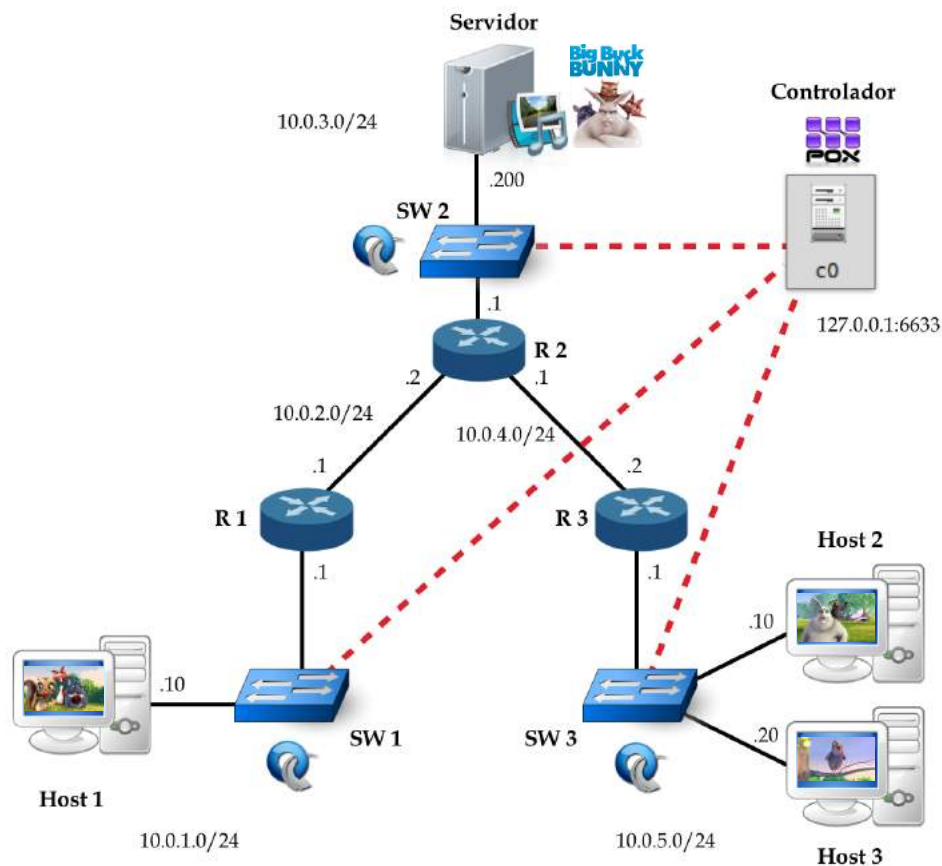 Servidor
Big Buck
BUNNY
Controlador
10.0.3.0/24
POX
.200
SW 2
c0
.1
127.0.0.1:6633
R 2
.2
.1
10.0.2.0/24
10.0.4.0/24
.1
.2
R 1
R 3
Host 2
.1
.1
.10
.10
.20
SW 1
SW 3
Host 1
10.0.1.0/24
10.0.5.0/24
Host 3